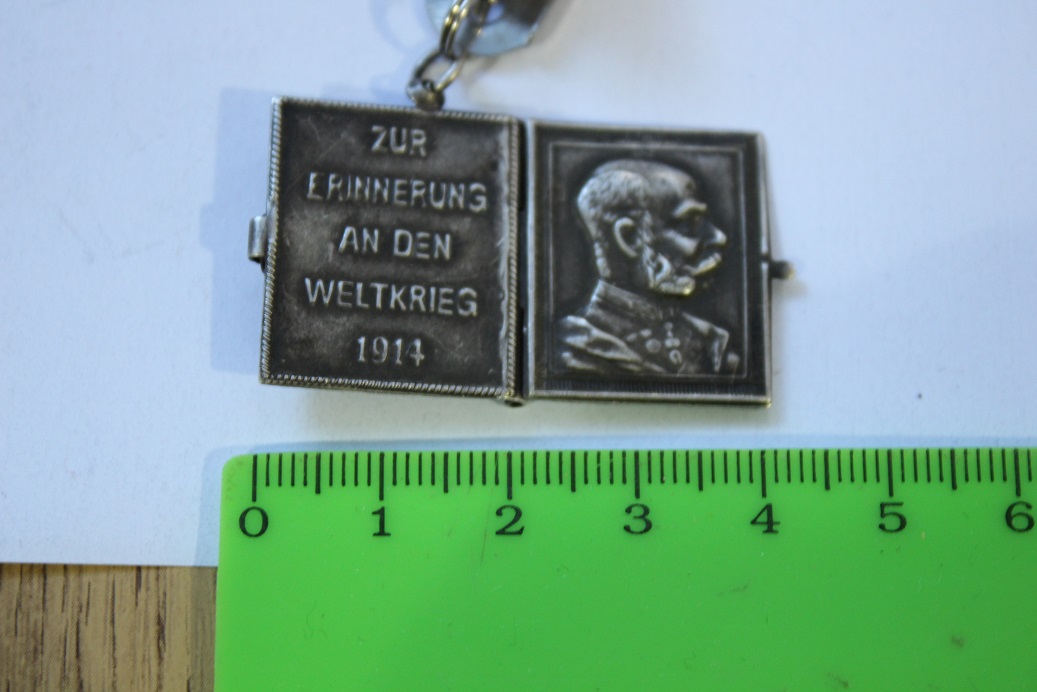 ZUR
ERINNERUNG
AN DEN
WELTKRIEG
1914
0 1 2 3 4 5 6